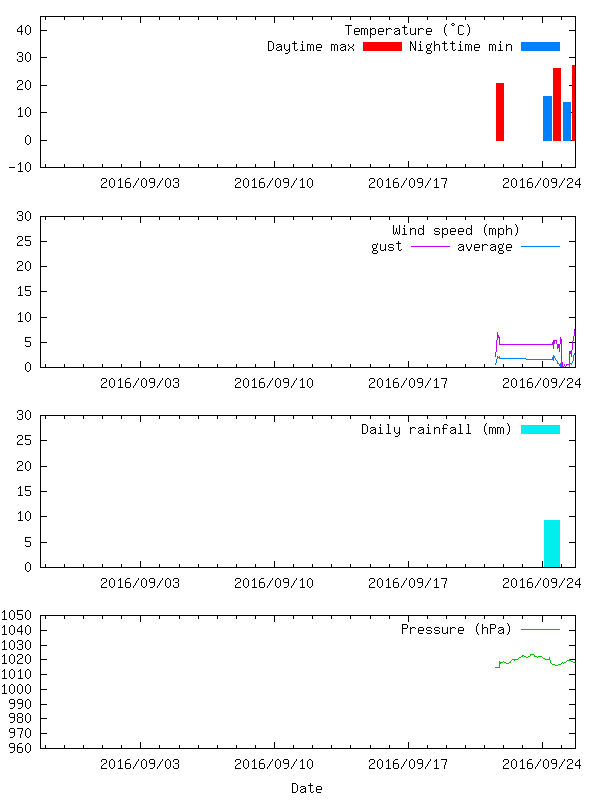 Temperature (˚C)
Daytime max Nighttime min
40
30
20
10
0
-10
2016/09/03 2016/09/10 2016/09/17 2016/09/24
Wind speed (mph)
gust average
30
25
20
15
10
5
0
2016/09/03 2016/09/10 2016/09/17 2016/09/24
Daily rainfall (mm)
30
25
20
15
10
5
0
2016/09/03 2016/09/10 2016/09/17 2016/09/24
Pressure (hPa)
1050
1040
1030
1020
1010
1000
990
980
970
960
2016/09/03 2016/09/10 2016/09/17 2016/09/24
Date